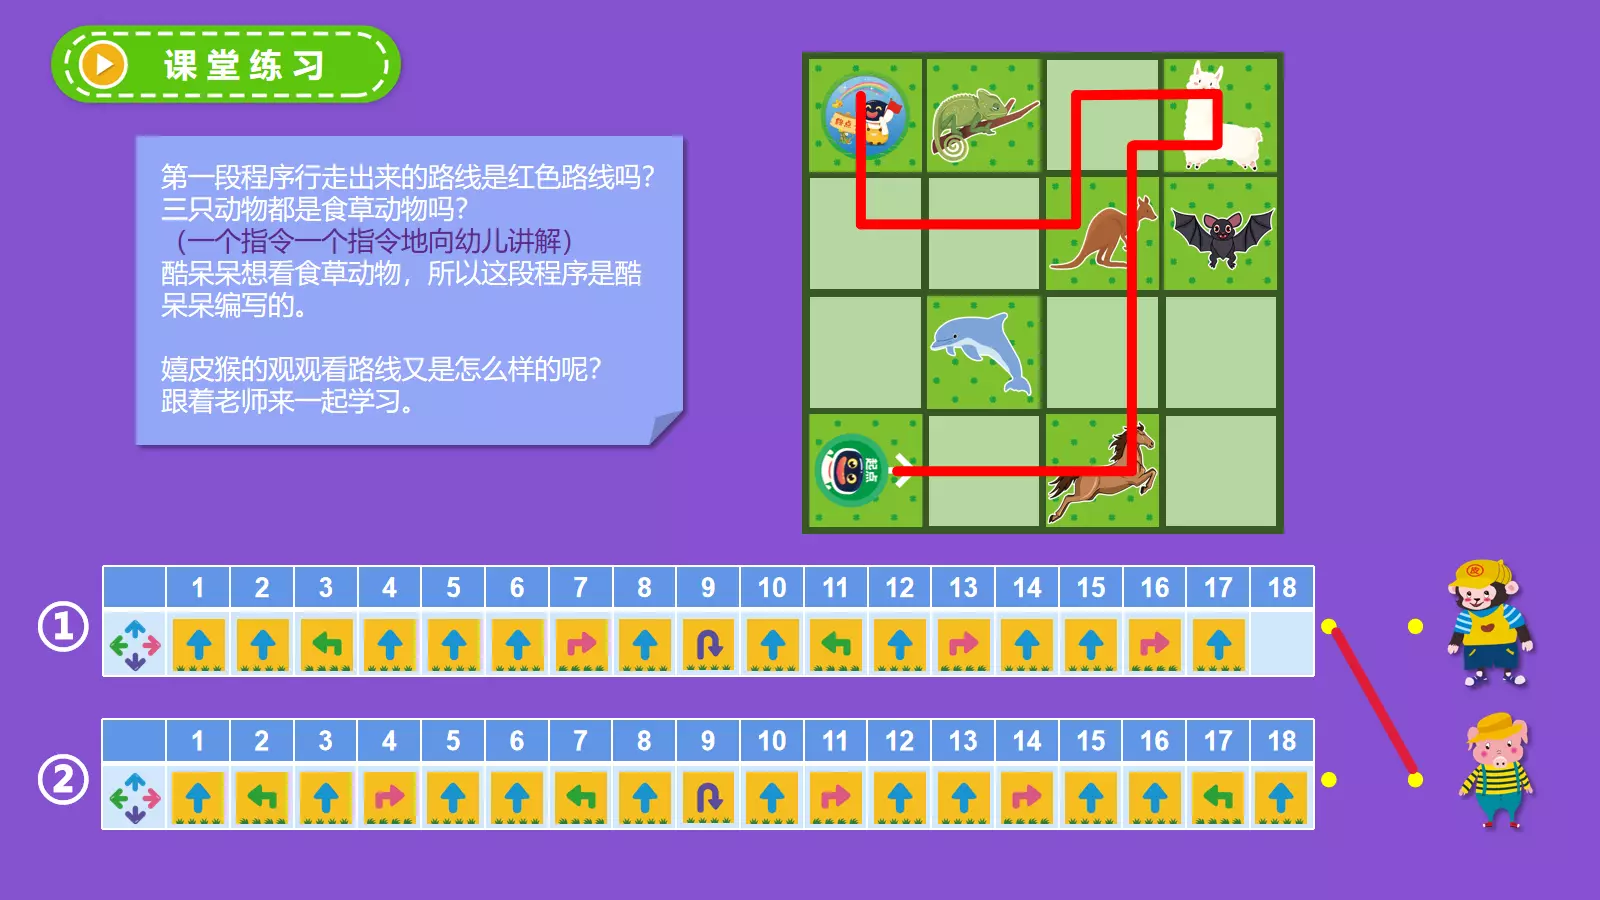 课堂练习
第一段程序行走出来的路线是红色路线吗?
三只动物都是食草动物吗?
（一个指令一个指令地向幼儿讲解）
酷呆呆想看食草动物，所以这段程序是酷
呆呆编写的。
嬉皮猴的观观看路线又是怎么样的呢?
跟着老师来一起学习。
起点
① 1 2 3 4 5 6 7 8 9 10 11 12 13 14 15 16 17 18
② 1 2 3 4 5 6 7 8 9 10 11 12 13 14 15 16 17 18